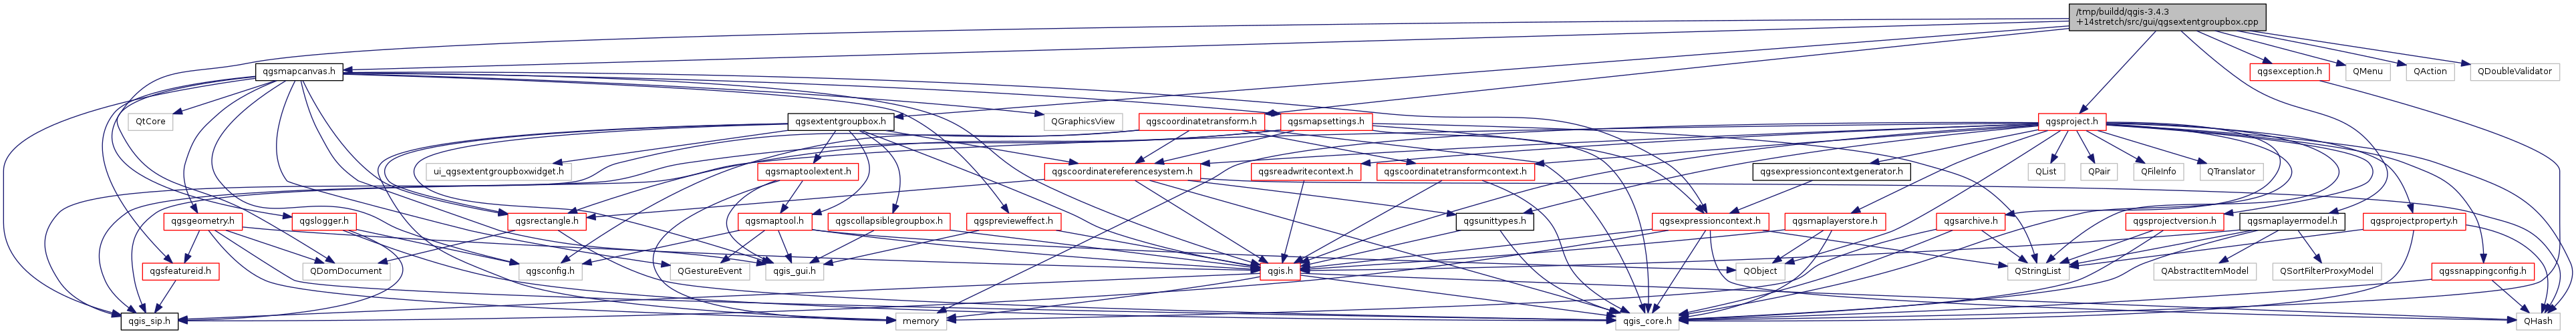 /tmp/buildd/qgis-3.4.3
+14stretch/src/gui/qgsextentgroupbox.cpp
qgsmapcanvas.h
qgsexception.h
QMenu
QAction
QDoubleValidator
QtCore
qgsextentgroupbox.h
QGraphicsView
qgscoordinatetransform.h
qgsmapsettings.h
qgsproject.h
ui_qgsextentgroupboxwidget.h
qgsmaptoolextent.h
qgscoordinatereferencesystem.h
qgsreadwritecontext.h
qgscoordinatetransformcontext.h
qgsexpressioncontextgenerator.h
QList
QPair
QFileInfo
QTranslator
qgsgeometry.h
qgslogger.h
qgsrectangle.h
qgsmaptool.h
qgscollapsiblegroupbox.h
qgsprevieweffect.h
qgsunittypes.h
qgsexpressioncontext.h
qgsmaplayerstore.h
qgsarchive.h
qgsprojectversion.h
qgsmaplayermodel.h
qgsprojectproperty.h
qgsfeatureid.h
QDomDocument
qgsconfig.h
QGestureEvent
qgis_gui.h
qgis.h
QObject
QStringList
QAbstractItemModel
QSortFilterProxyModel
qgssnappingconfig.h
qgis_sip.h
memory
qgis_core.h
QHash